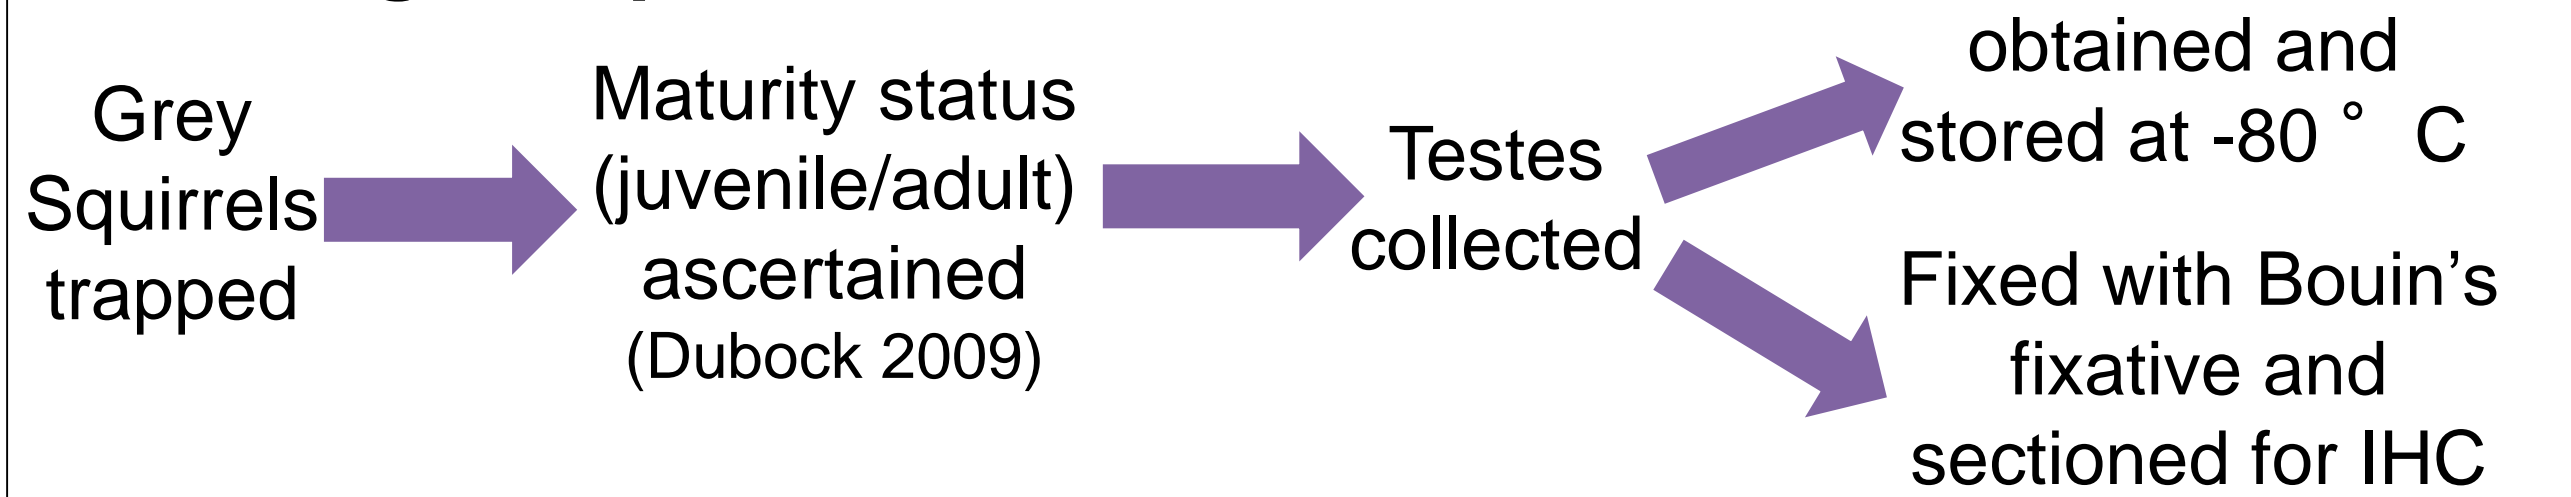 Grey
Squirrels
trapped
Maturity status
(juvenile/adult)
ascertained
(Dubock 2009)
Testes
collected
obtained and
stored at -80 ° C
Fixed with Bouin’s
fixative and
sectioned for IHC